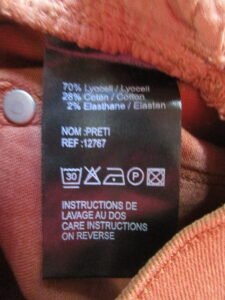 70% Lyocell / Lyocell
28% Coton / Cotton
2% Elasthane / Elastan
NOM :PRETI
REF :12767
30 P
INSTRUCTIONS DE
LAVAGE AU DOS
CARE INSTRUCTIONS
ON REVERSE